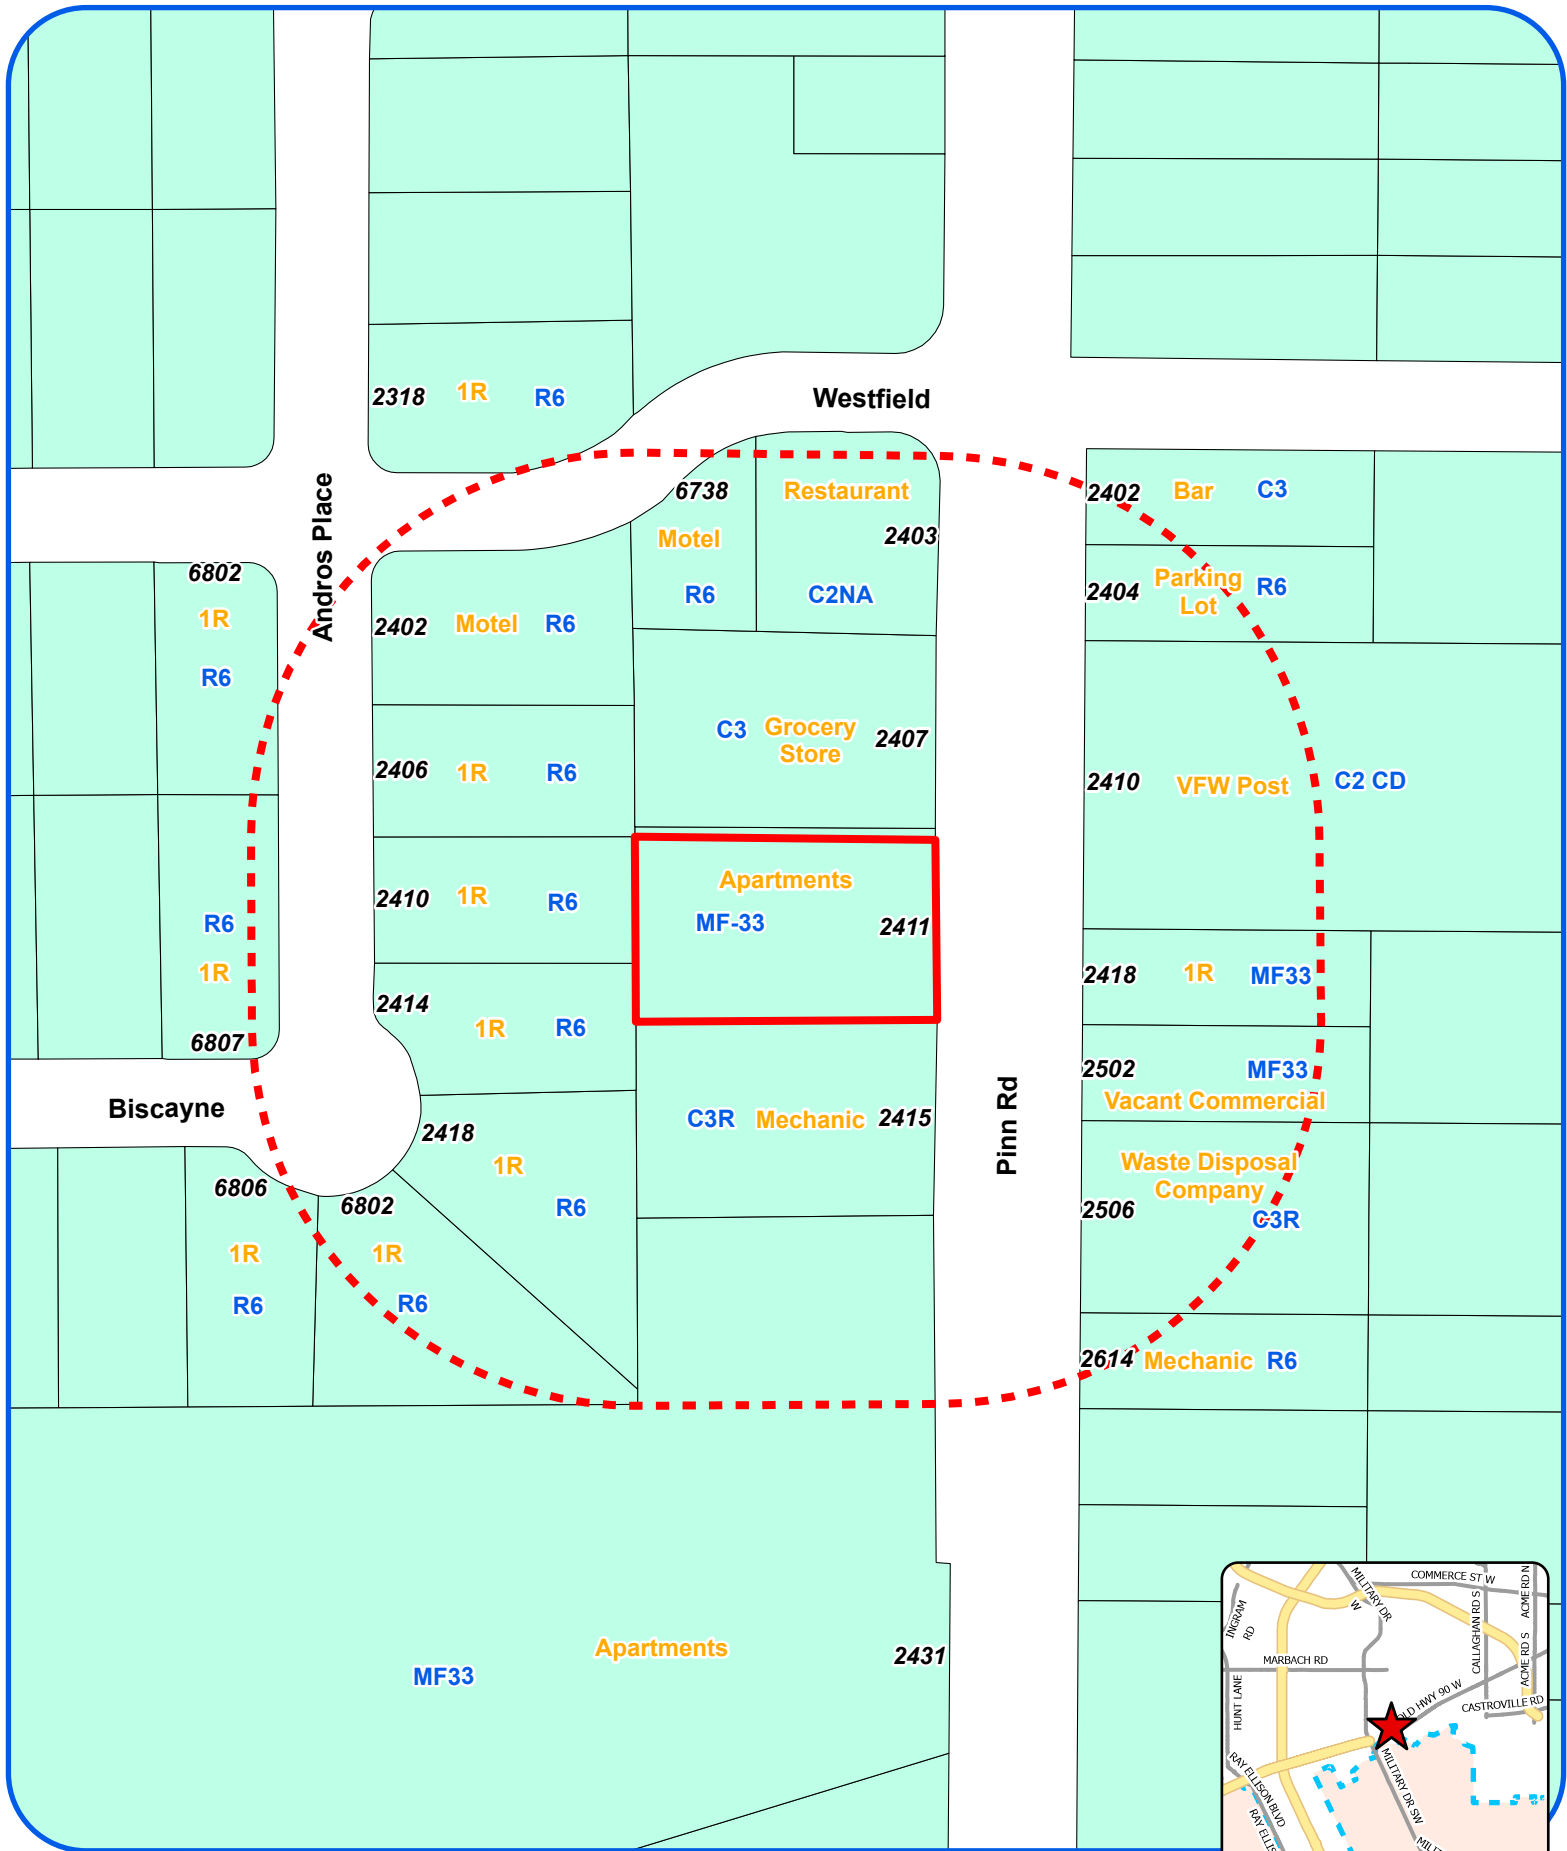 Westfield
2318 1R R6
Andros Place
6738
Motel
R6
Restaurant
2403
C2NA
2402 Bar C3
2404 Parking R6
Lot
6802
1R
R6
2402 Motel R6
C3 Grocery 2407
Store
2406 1R R6
2410 VFW Post C2 CD
Apartments
MF-33 2411
2410 1R R6
R6
1R
6807
2414
1R R6
2418 1R MF33
2502 MF33
Vacant Commercial
Biscayne
2418
1R
R6
C3R Mechanic 2415
Pinn Rd
Waste Disposal
Company
2506
C3R
6806
1R
R6
6802
1R
R6
2614 Mechanic R6
Apartments
MF33
2431
COMMERCE ST W
MILITARY DR
W
INGRAM
RD
CALLAGHAN RD S
ACME RD N
ACME RD S
MARBACH RD
HUNT LANE
OLD HWY 90 W
CASTROVILLE RD
RAY ELLISON BLVD
RAY ELLIS
MILITARY DR SW